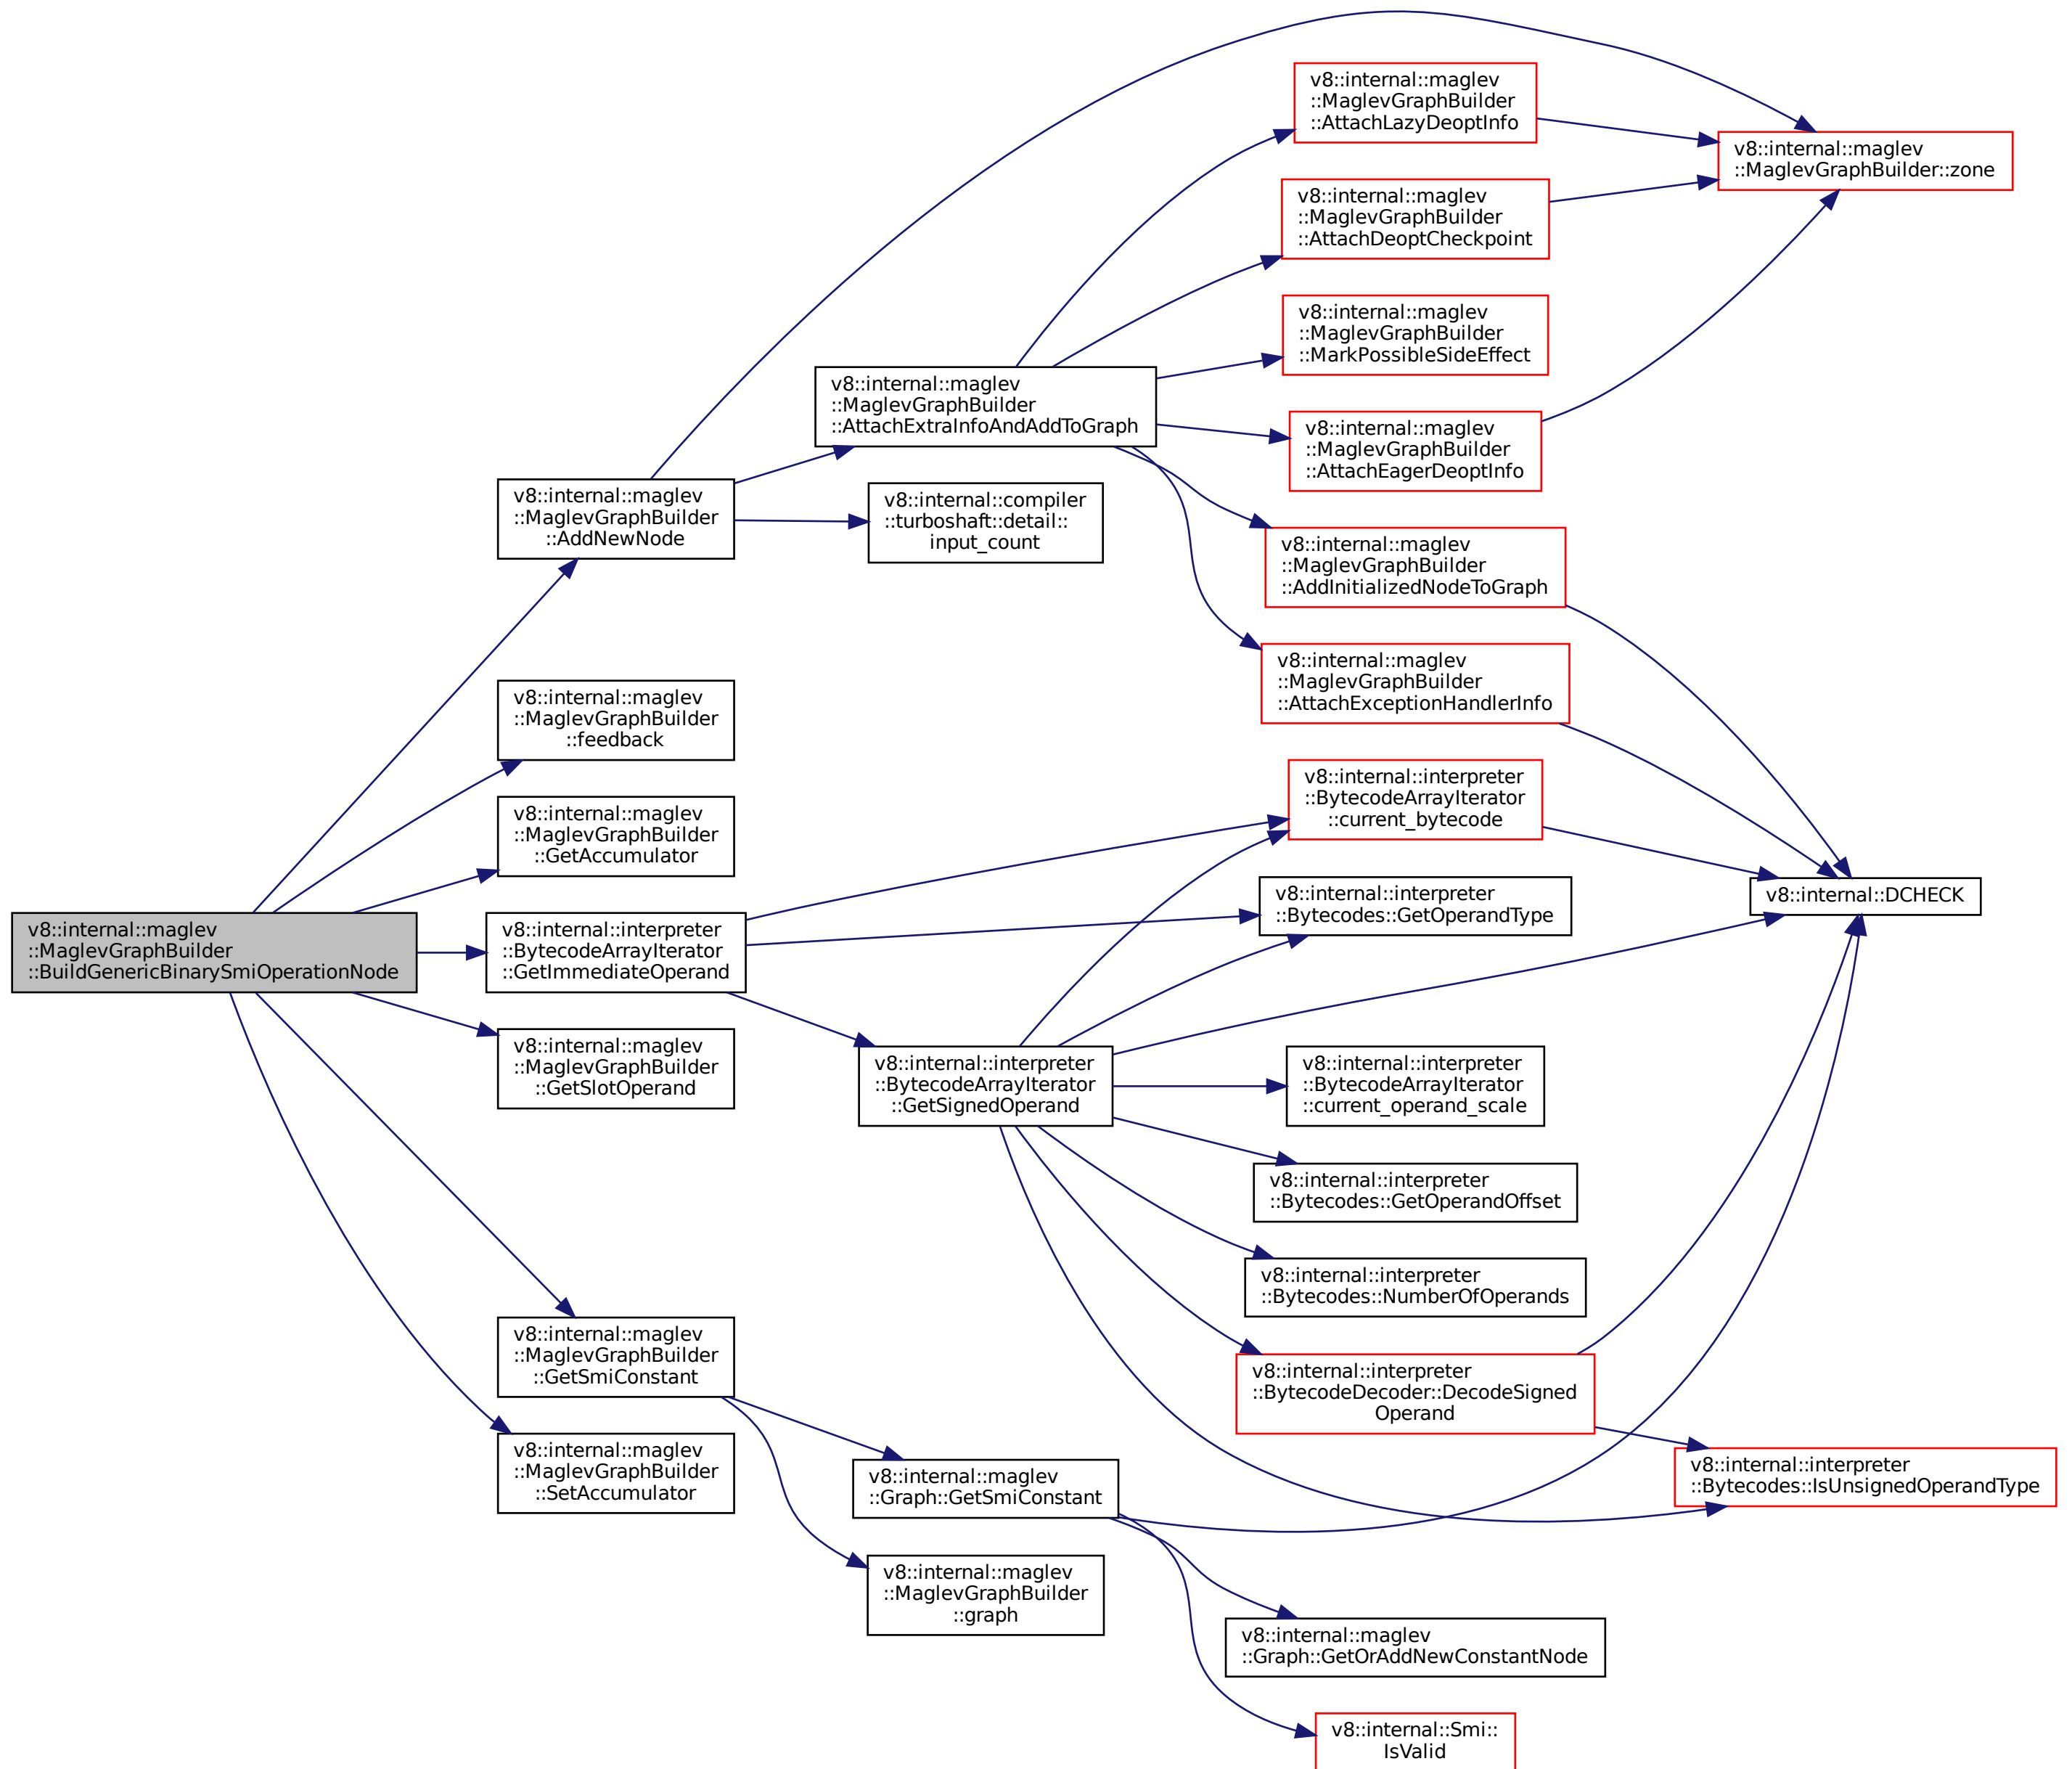 v8::internal::maglev
::MaglevGraphBuilder
::BuildGenericBinarySmiOperationNode
v8::internal::maglev
::MaglevGraphBuilder
::AddNewNode
v8::internal::maglev
::MaglevGraphBuilder
::feedback
v8::internal::maglev
::MaglevGraphBuilder
::GetAccumulator
v8::internal::interpreter
::BytecodeArrayIterator
::GetImmediateOperand
v8::internal::maglev
::MaglevGraphBuilder
::GetSlotOperand
v8::internal::maglev
::MaglevGraphBuilder
::GetSmiConstant
v8::internal::maglev
::MaglevGraphBuilder
::SetAccumulator
v8::internal::maglev
::MaglevGraphBuilder
::AttachExtraInfoAndAddToGraph
v8::internal::compiler
::turboshaft::detail::
input_count
v8::internal::interpreter
::BytecodeArrayIterator
::GetSignedOperand
v8::internal::maglev
::Graph::GetSmiConstant
v8::internal::maglev
::MaglevGraphBuilder
::graph
v8::internal::maglev
::MaglevGraphBuilder
::AttachLazyDeoptInfo
v8::internal::maglev
::MaglevGraphBuilder
::AttachDeoptCheckpoint
v8::internal::maglev
::MaglevGraphBuilder
::MarkPossibleSideEffect
v8::internal::maglev
::MaglevGraphBuilder
::AttachEagerDeoptInfo
v8::internal::maglev
::MaglevGraphBuilder
::AddInitializedNodeToGraph
v8::internal::maglev
::MaglevGraphBuilder
::AttachExceptionHandlerInfo
v8::internal::interpreter
::BytecodeArrayIterator
::current_bytecode
v8::internal::interpreter
::Bytecodes::GetOperandType
v8::internal::interpreter
::BytecodeArrayIterator
::current_operand_scale
v8::internal::interpreter
::Bytecodes::GetOperandOffset
v8::internal::interpreter
::Bytecodes::NumberOfOperands
v8::internal::interpreter
::BytecodeDecoder::DecodeSigned
Operand
v8::internal::maglev
::Graph::GetOrAddNewConstantNode
v8::internal::Smi::
IsValid
v8::internal::maglev
::MaglevGraphBuilder::zone
v8::internal::DCHECK
v8::internal::interpreter
::Bytecodes::IsUnsignedOperandType